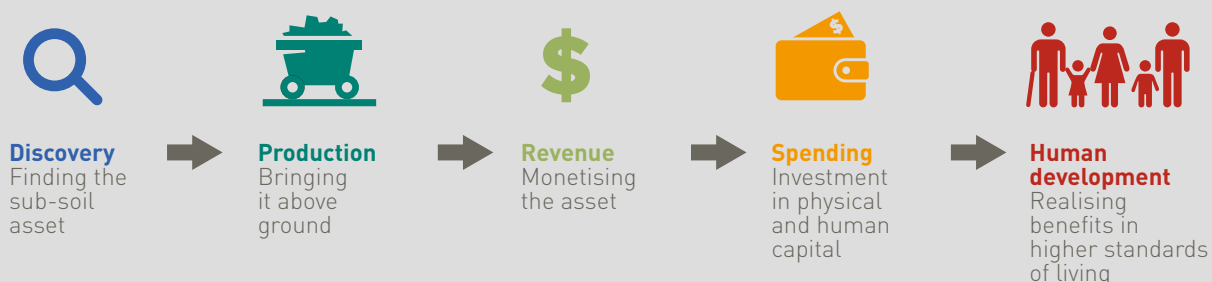 Discovery
Finding the
sub-soil
asset
Production
Bringing
it above
ground
$
Revenue
Monetising
the asset
$
Spending
Investment
in physical
and human
capital
Human
development
Realising
benefits in
higher standards
of living